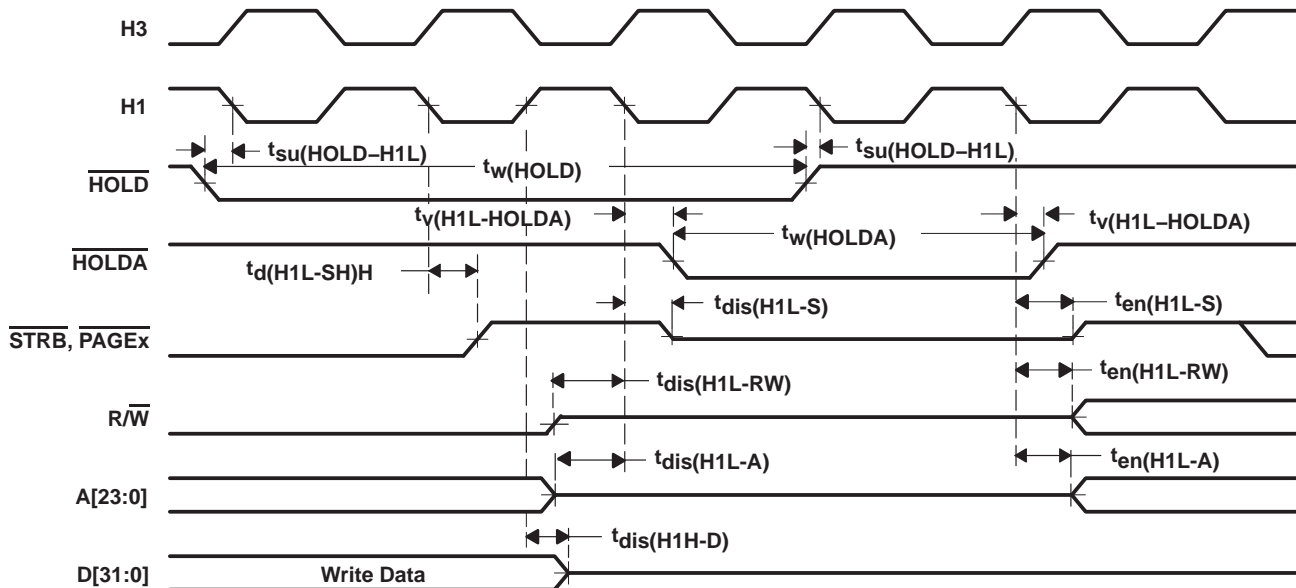 H3
H1
tsu(HOLD–H1L)
tsu(HOLD–H1L)
tw(HOLD)
HOLD
tv(H1L-HOLDA)
tv(H1L–HOLDA)
tw(HOLDA)
HOLDA
td(H1L-SH)H
tdis(H1L-S)
ten(H1L-S)
STRB, PAGEx
tdis(H1L-RW)
ten(H1L-RW)
R/W
tdis(H1L-A)
ten(H1L-A)
A[23:0]
tdis(H1H-D)
D[31:0]
Write Data